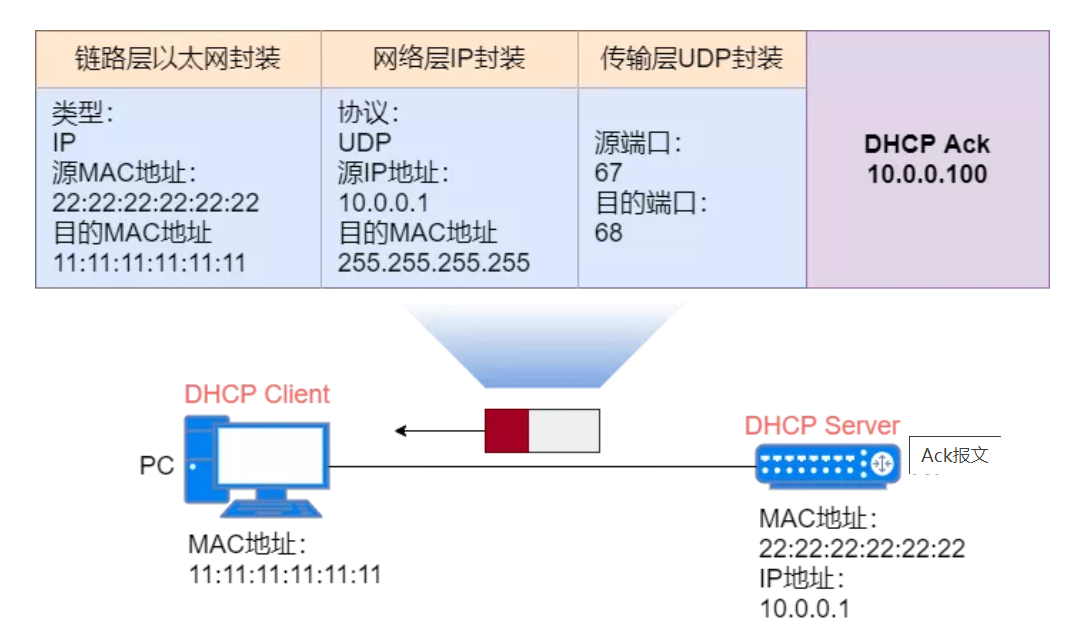 链路层以太网封装
网络层IP封装
传输层UDP封装
类型：
IP
源MAC地址：
22:22:22:22:22:22
目的MAC地址
11:11:11:11:11:11
协议：
UDP
源IP地址：
10.0.0.1
目的MAC地址
255.255.255.255
源端口：
67
目的端口：
68
DHCP Ack
10.0.0.100
DHCP Client
PC
MAC地址：
11:11:11:11:11:11
DHCP Server
Ack报文
MAC地址：
22:22:22:22:22:22
IP地址：
10.0.0.1